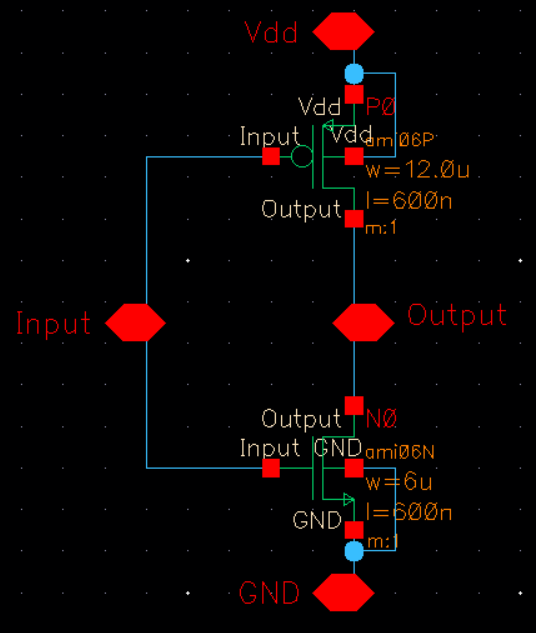 Vdd
Vdd P0
Input Vdd ami06P
w=12.0u
Output l=600n
m:1
Input Output
Output N0
Input GND ami06N
w=6u
GND l=600n
m:1
GND